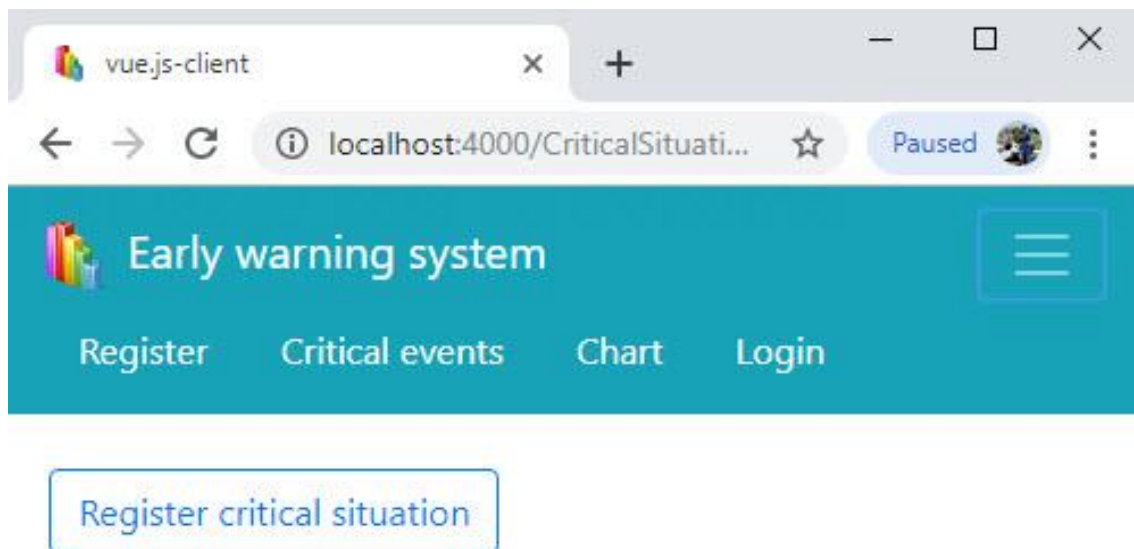 vue.js-client
localhost:4000/CriticalSituati... Paused
Early warning system
Register Critical events Chart Login
Register critical situation